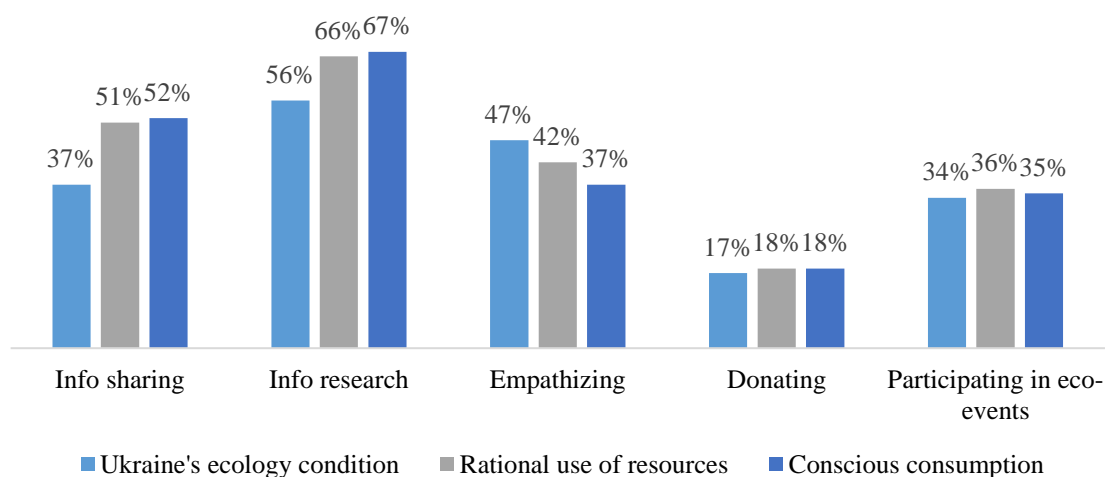 37% 51% 52%
56% 66% 67%
47% 42% 37%
17% 18% 18%
34% 36% 35%
Info sharing
Info research
Empathizing
Donating
Participating in eco-
events
Ukraine's ecology condition
Rational use of resources
Conscious consumption